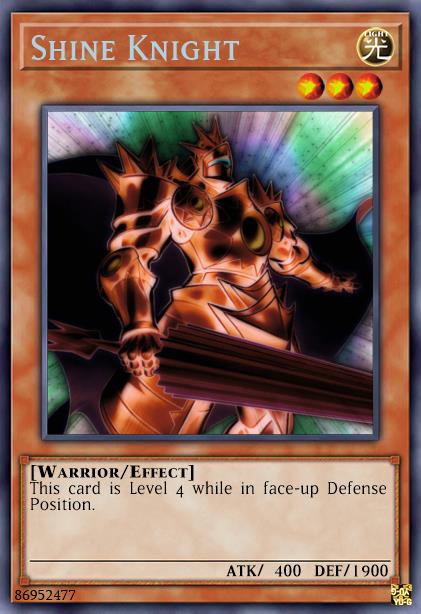 Shine Knight
LIGHT
光
[Warrior/Effect]
This card is Level 4 while in face-up Defense
Position.
ATK/ 400 DEF/1900
86952477